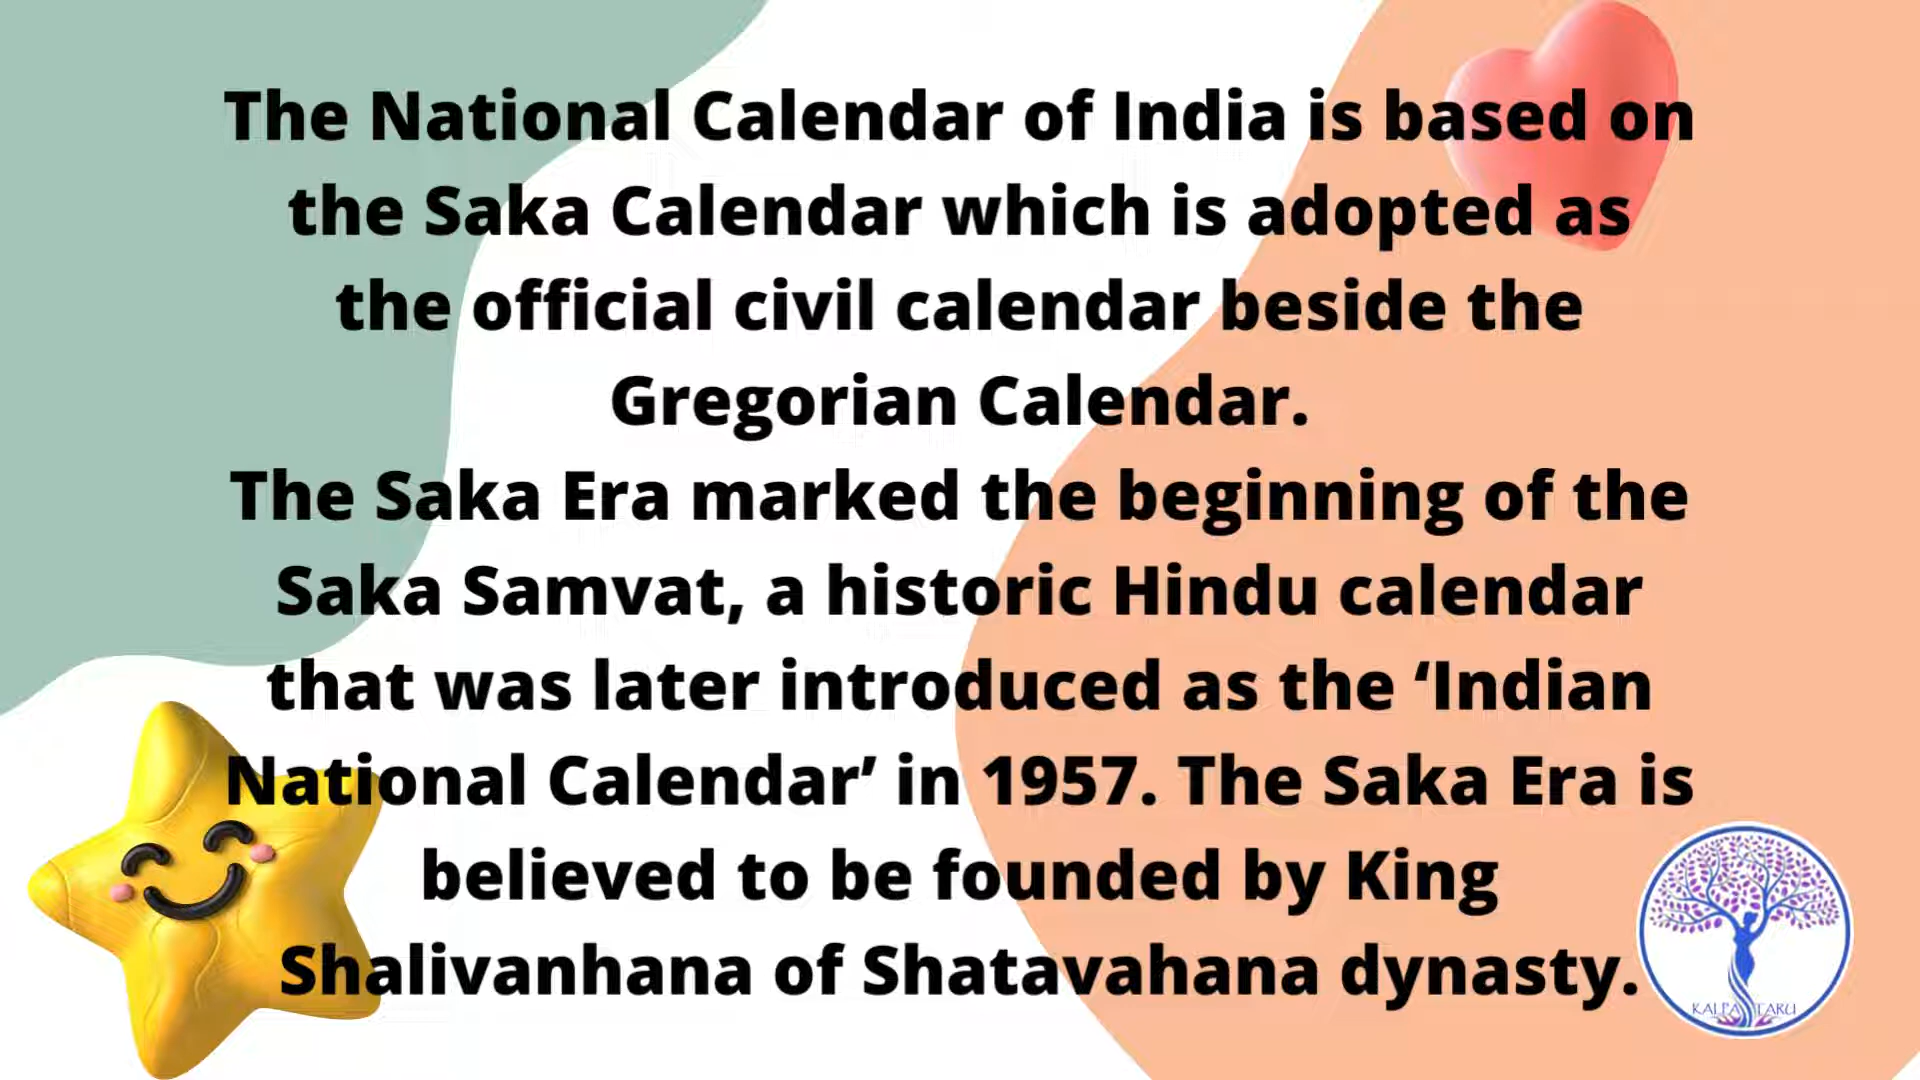 The National Calendar of India is based on
the Saka Calendar which is adopted as
the official civil calendar beside the
Gregorian Calendar.
The Saka Era marked the beginning of the
Saka Samvat, a historic Hindu calendar
that was later introduced as the ‘Indian
National Calendar’ in 1957. The Saka Era is
believed to be founded by King
Shalivanhana of Shatavahana dynasty.
KALPA TARU